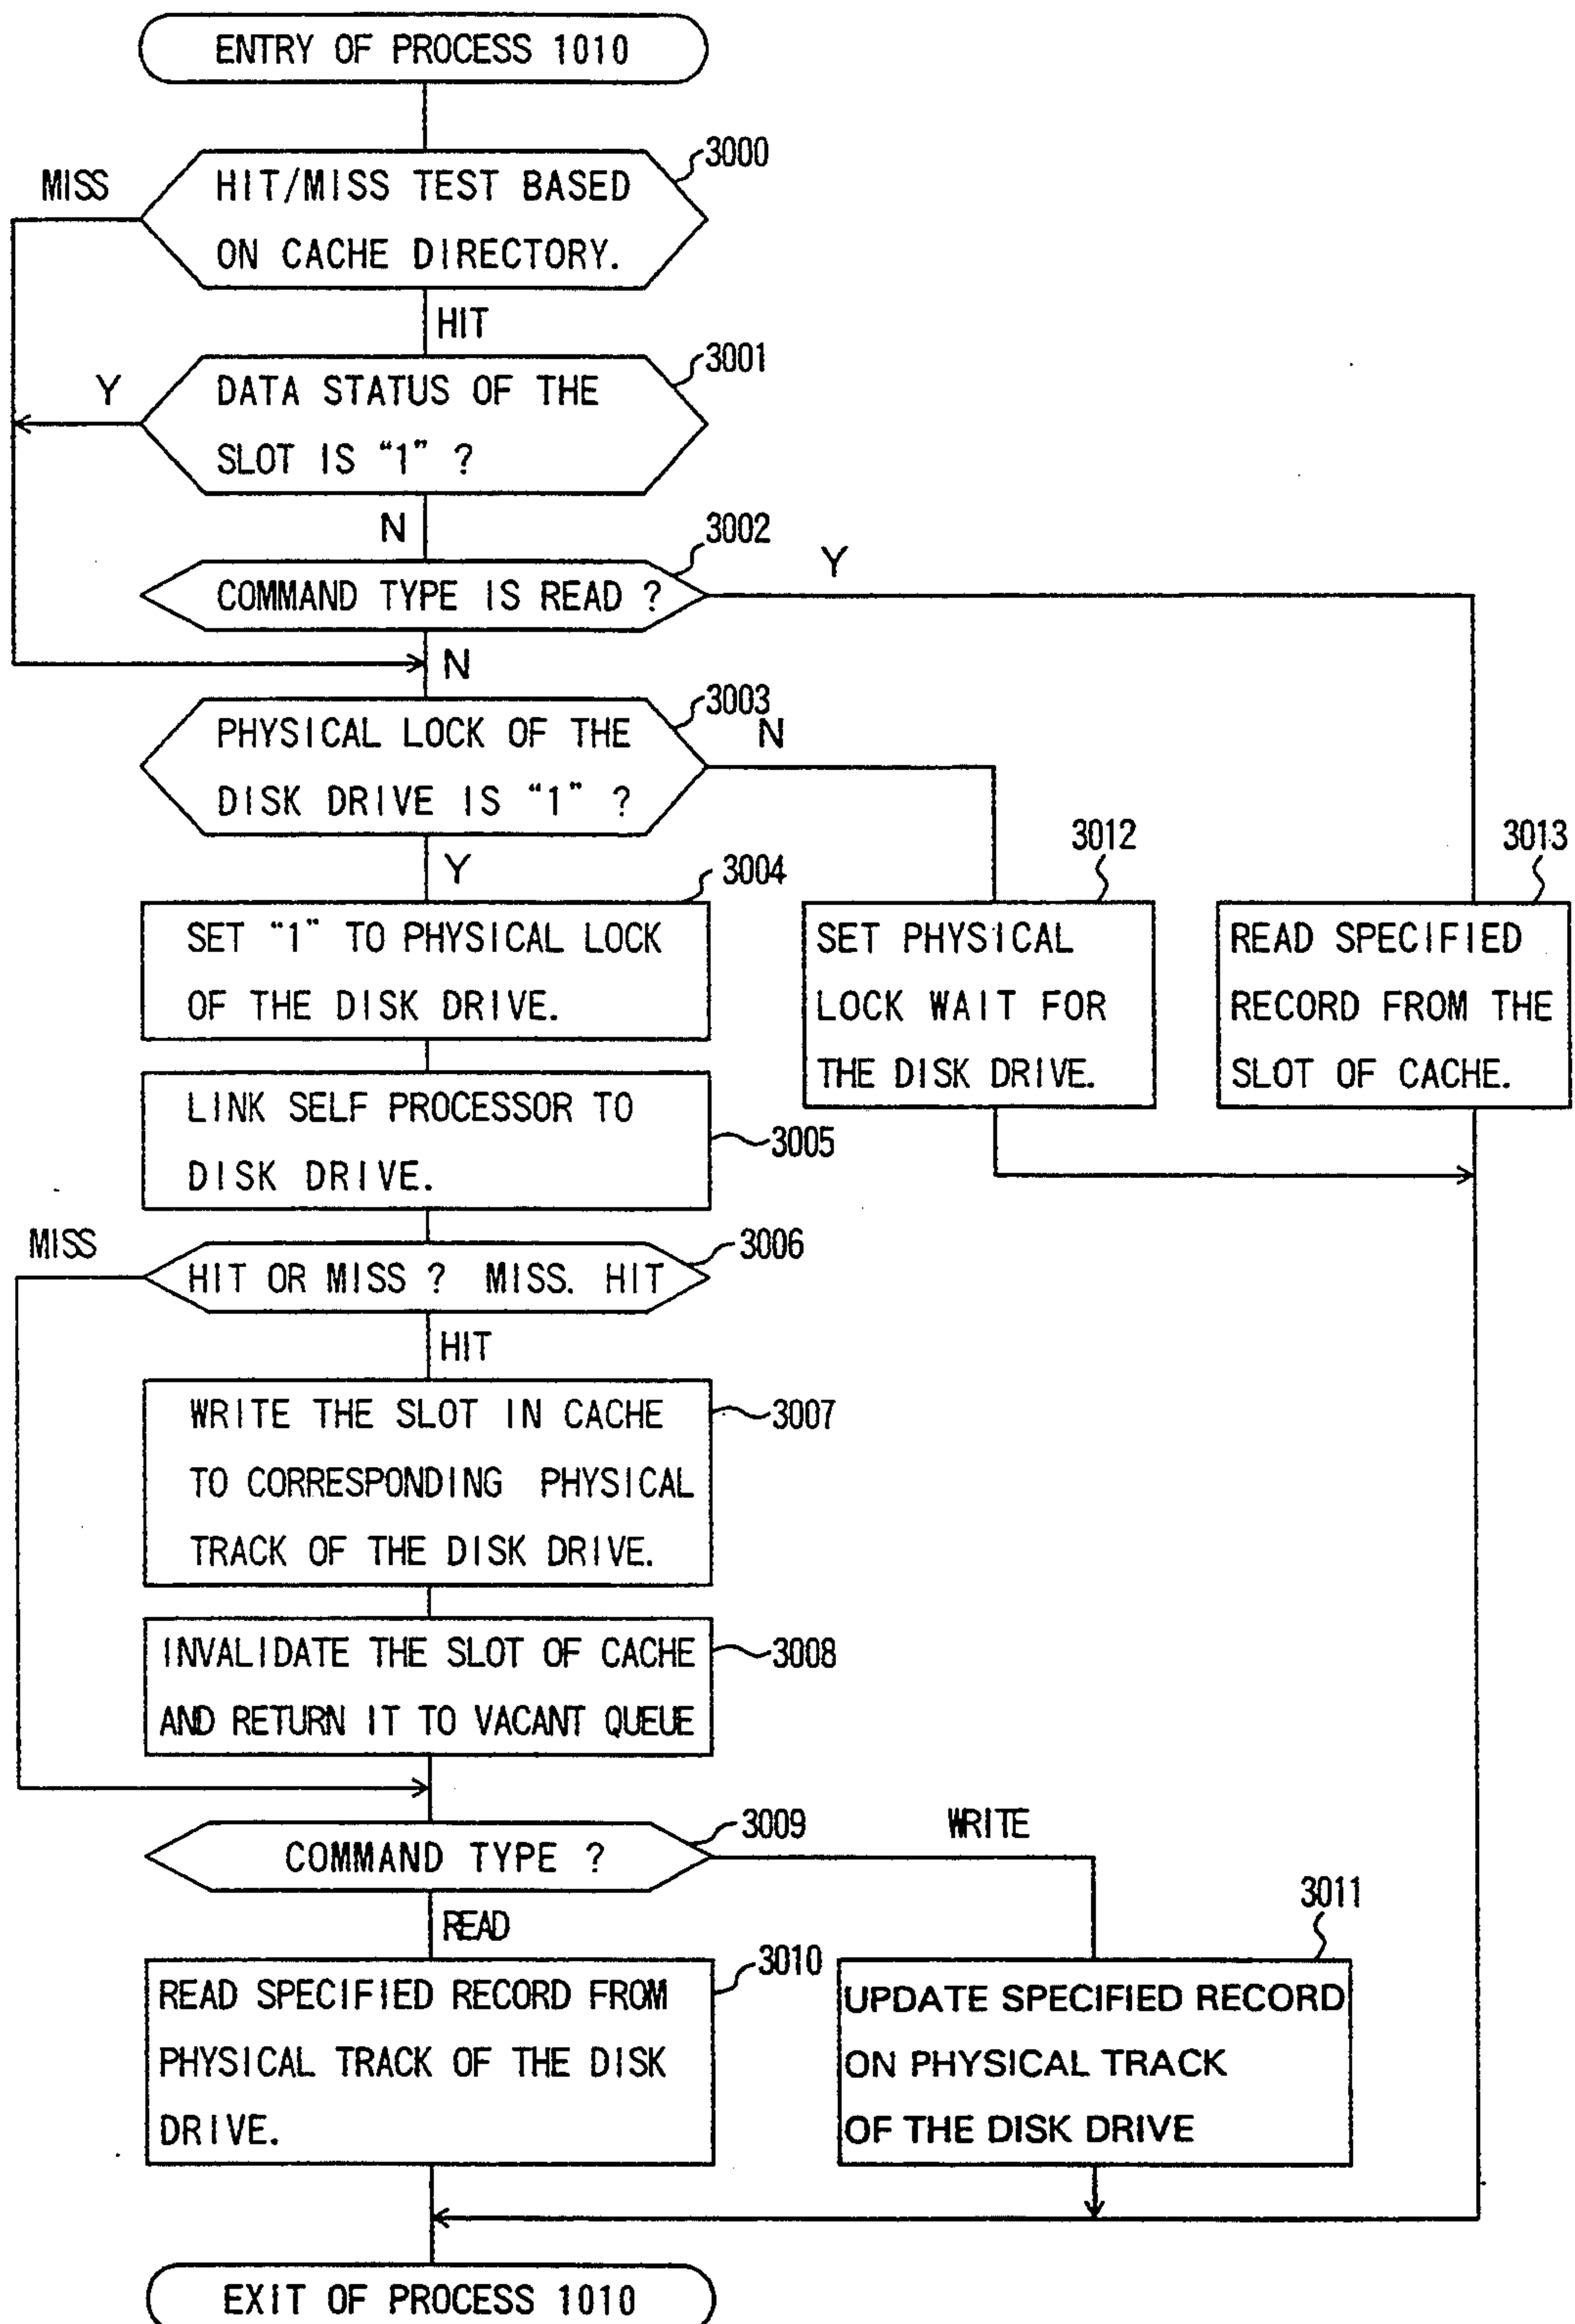 ENTRY OF PROCESS 1010
3000
MISS
HIT/MISS TEST BASED
ON CACHE DIRECTORY.
HIT
3001
Y
DATA STATUS OF THE
SLOT IS “1” ?
N
3002
Y
COMMAND TYPE IS READ ?
N
3003
N
PHYSICAL LOCK OF THE
DISK DRIVE IS “1” ?
Y
3004
SET “1” TO PHYSICAL LOCK
OF THE DISK DRIVE.
3012
SET PHYSICAL
LOCK WAIT FOR
THE DISK DRIVE.
3013
READ SPECIFIED
RECORD FROM THE
SLOT OF CACHE.
LINK SELF PROCESSOR TO
DISK DRIVE.
3005
MISS
3006
HIT OR MISS ? MISS. HIT
HIT
WRITE THE SLOT IN CACHE
TO CORRESPONDING PHYSICAL
TRACK OF THE DISK DRIVE.
3007
INVALIDATE THE SLOT OF CACHE
AND RETURN IT TO VACANT QUEUE
3008
3009
WRITE
COMMAND TYPE ?
READ
3010
READ SPECIFIED RECORD FROM
PHYSICAL TRACK OF THE DISK
DRIVE.
3011
UPDATE SPECIFIED RECORD
ON PHYSICAL TRACK
OF THE DISK DRIVE
EXIT OF PROCESS 1010